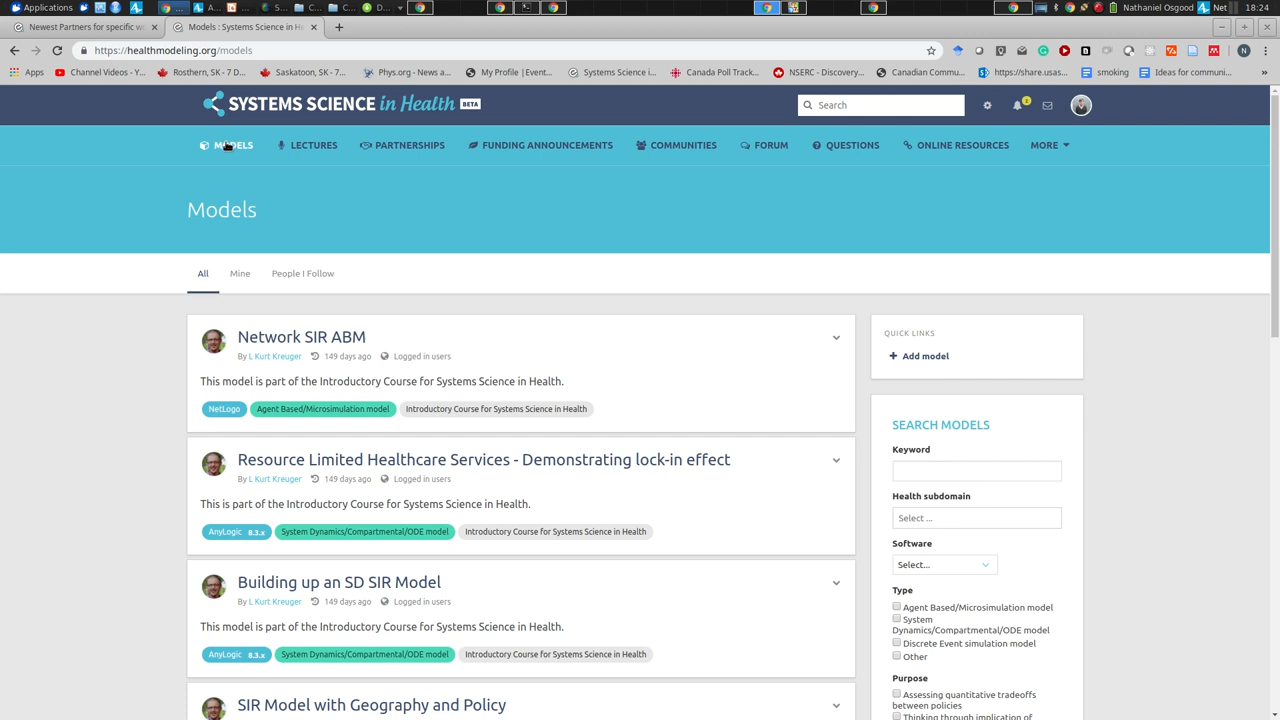 Applications
Nathaniel Osgood
Net
18:24
Newest Partners for specific w
Models : Systems Science in He
https://healthmodeling.org/models
Apps
Channel Videos - Y...
Rosthern, SK - 7 D...
Saskatoon, SK - 7...
Phys.org - News a...
My Profile |Event...
Systems Science i...
Canada Poll Track...
NSERC - Discovery...
Canadian Commu...
https://share.usas...
smoking
Ideas for communi...
SYSTEMS SCIENCE in Health BETA
Search
MODELS
LECTURES
PARTNERSHIPS
FUNDING ANNOUNCEMENTS
COMMUNITIES
FORUM
QUESTIONS
ONLINE RESOURCES
MORE
Models
All
Mine
People I Follow
Network SIR ABM
By L Kurt Kreuger 149 days ago Logged in users
This model is part of the Introductory Course for Systems Science in Health.
NetLogo Agent Based/Microsimulation model Introductory Course for Systems Science in Health
Resource Limited Healthcare Services - Demonstrating lock-in effect
By L Kurt Kreuger 149 days ago Logged in users
This is part of the Introductory Course for Systems Science in Health.
AnyLogic 8.3.x System Dynamics/Compartmental/ODE model Introductory Course for Systems Science in Health
Building up an SD SIR Model
By L Kurt Kreuger 149 days ago Logged in users
This model is part of the Introductory Course for Systems Science in Health.
AnyLogic 8.3.x System Dynamics/Compartmental/ODE model Introductory Course for Systems Science in Health
SIR Model with Geography and Policy
QUICK LINKS
Add model
SEARCH MODELS
Keyword
Health subdomain
Select ...
Software
Select...
Type
Agent Based/Microsimulation model
System
Dynamics/Compartmental/ODE model
Discrete Event simulation model
Other
Purpose
Assessing quantitative tradeoffs
between policies
Thinking through implication of